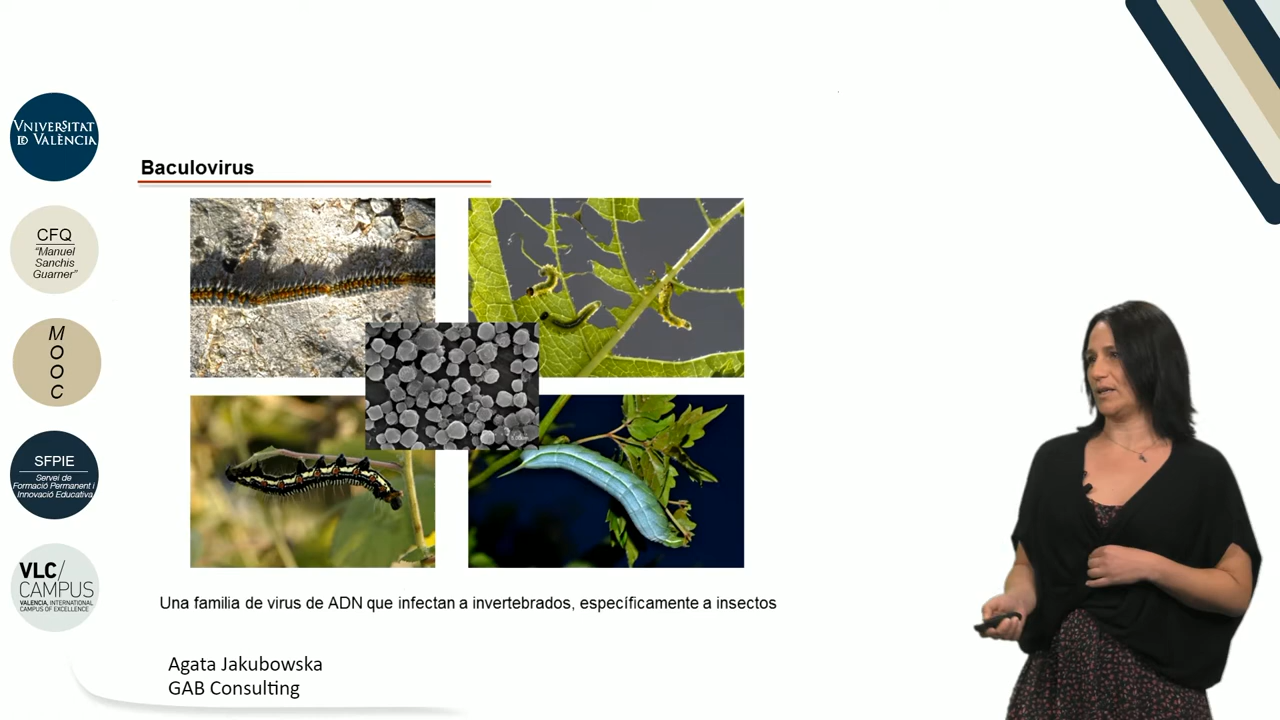 VNIVERSITAT
ID VALÈNCIA
CFQ
"Manuel
Sanchis
Guarner"
M
O
O
C
SFPIE
Servei de
Formació Permanent i
Innovació Educativa
VLC/
CAMPUS
VALENCIA, INTERNATIONAL
CAMPUS OF EXCELLENCE
Baculovirus
Una familia de virus de ADN que infectan a invertebrados, específicamente a insectos
Agata Jakubowska
GAB Consulting